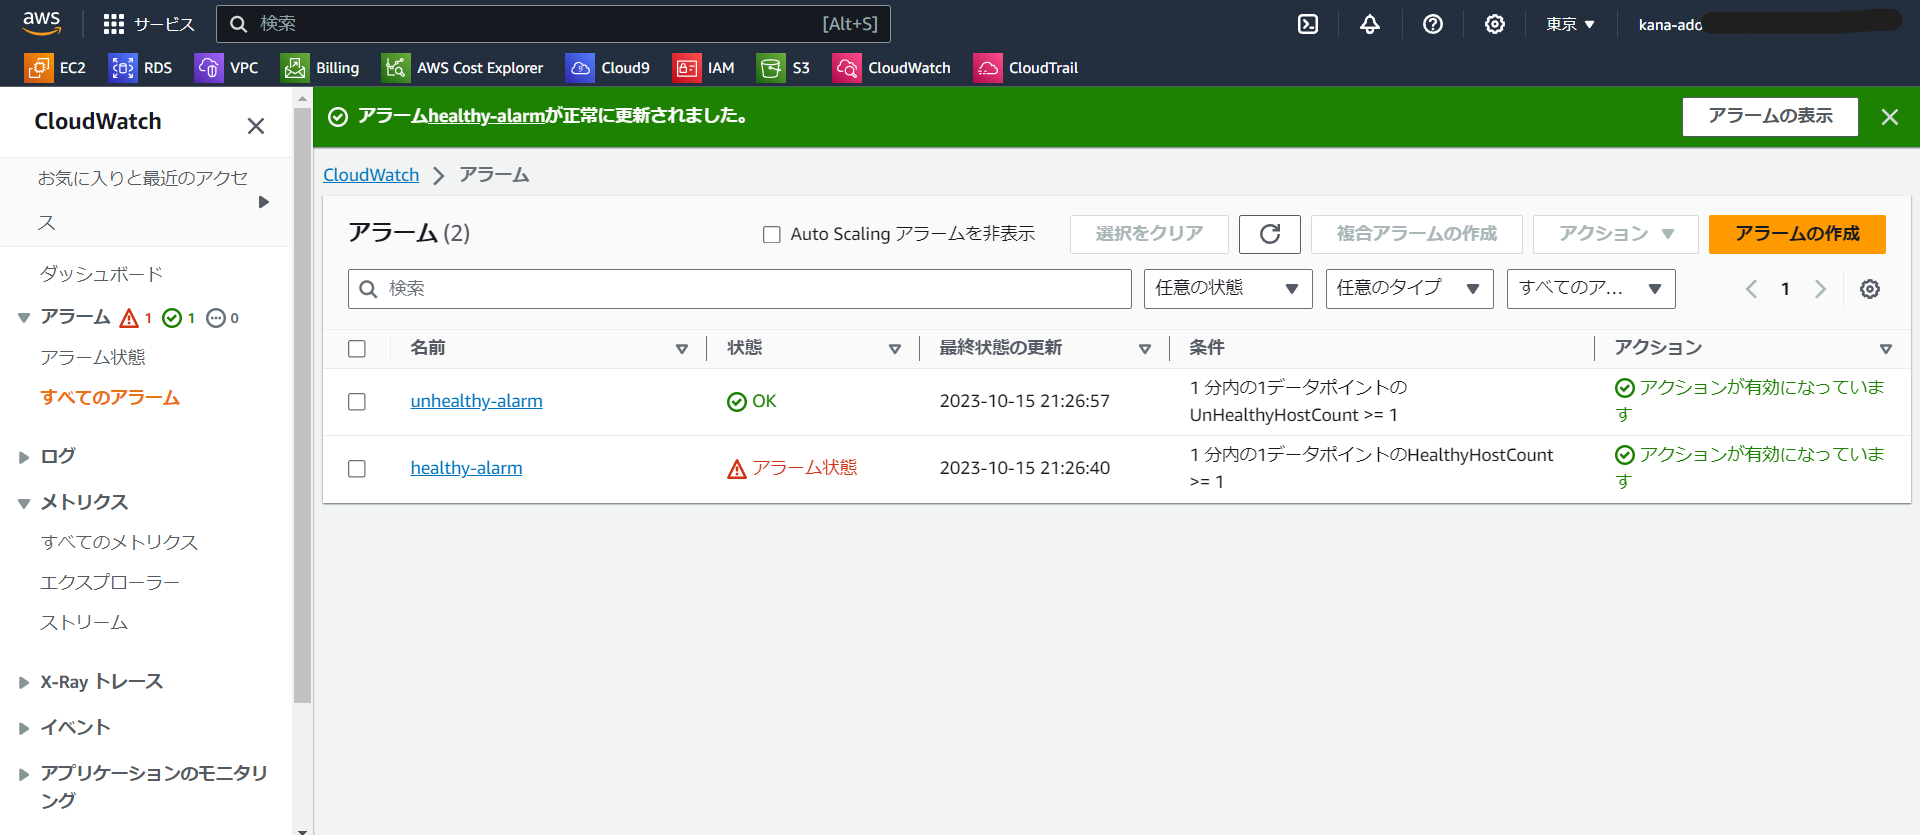 aws
サービス
検索
[Alt+S]
東京
kana-ado
EC2
RDS
VPC
Billing
AWS Cost Explorer
Cloud9
IAM
S3
CloudWatch
CloudTrail
CloudWatch
お気に入りと最近のアクセ
ス
ダッシュボード
アラーム 1 1 0
アラーム状態
すべてのアラーム
ログ
メトリクス
すべてのメトリクス
エクスプローラー
ストリーム
X-Ray トレース
イベント
アプリケーションのモニタリ
ング
アラームhealthy-alarmが正常に更新されました。
アラームの表示
CloudWatch
アラーム
アラーム (2)
Auto Scaling アラームを非表示
選択をクリア
複合アラームの作成
アクション
アラームの作成
検索
任意の状態
任意のタイプ
すべてのア...
1
名前
状態
最終状態の更新
条件
アクション
unhealthy-alarm
OK
2023-10-15 21:26:57
1 分内の1データポイントの
UnHealthyHostCount >= 1
アクションが有効になっていま
す
healthy-alarm
アラーム状態
2023-10-15 21:26:40
1 分内の1データポイントのHealthyHostCount
>= 1
アクションが有効になっていま
す